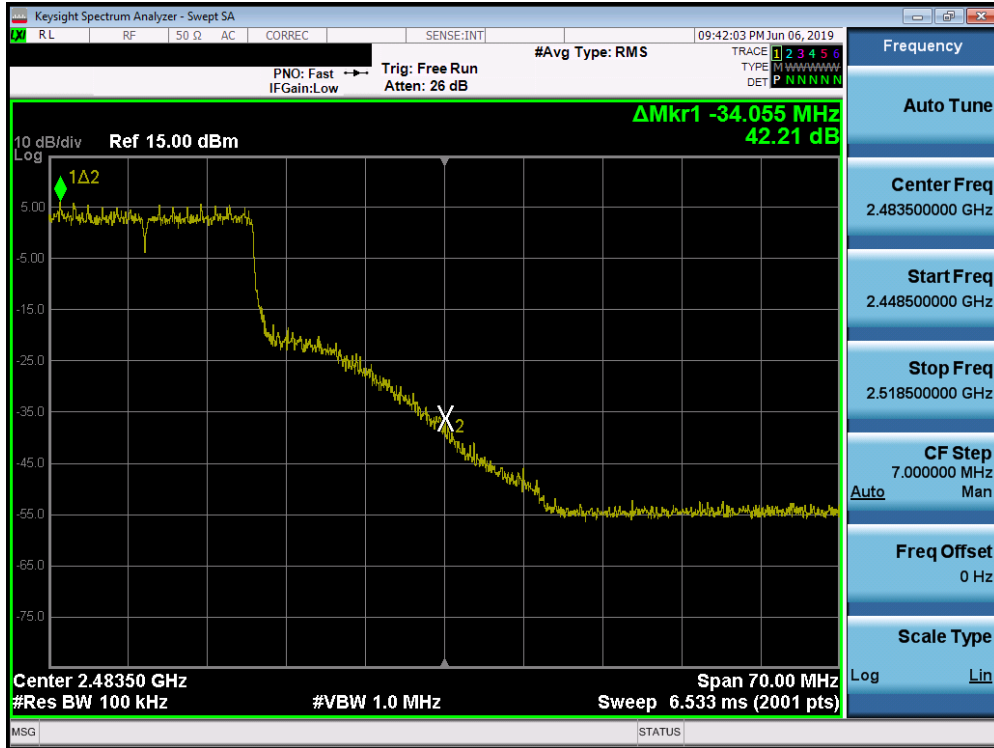 Keysight Spectrum Analyzer - Swept SA
LXI RL RF 50 Ω AC CORREC SENSE:INT 09:42:03 PM Jun 06, 2019
#Avg Type: RMS TRACE 1 2 3 4 5 6
PNO: Fast Trig: Free Run TYPE M WWWWW
IFGain:Low Atten: 26 dB DET P N N N N N
ΔMkr1 -34.055 MHz
42.21 dB
10 dB/div Ref 15.00 dBm
Log
1Δ2
5.00
-5.00
-15.0
-25.0
-35.0
2
-45.0
-55.0
-65.0
-75.0
Center 2.48350 GHz Span 70.00 MHz
#Res BW 100 kHz #VBW 1.0 MHz Sweep 6.533 ms (2001 pts)
MSG STATUS
Frequency
Auto Tune
Center Freq
2.483500000 GHz
Start Freq
2.448500000 GHz
Stop Freq
2.518500000 GHz
CF Step
7.000000 MHz
Auto Man
Freq Offset
0 Hz
Scale Type
Log Lin